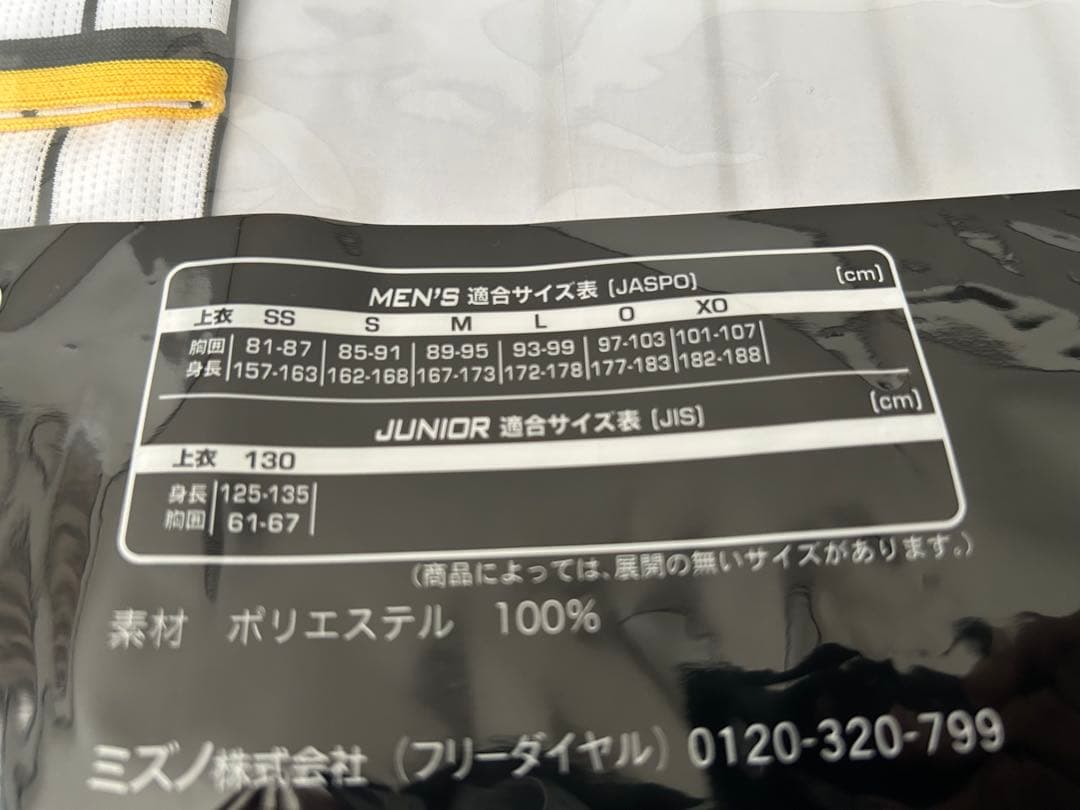 MEN'S 適合サイズ表 [JASPO] [cm]
上衣 SS S M L O XO
胸囲 81-87 85-91 89-95 93-99 97-103 101-107
身長 157-163 162-168 167-173 172-178 177-183 182-188
JUNIOR 適合サイズ表 [JIS] [cm]
上衣 130
身長 125-135
胸囲 61-67
(商品によっては、展開の無いサイズがあります。)
素材 ポリエステル 100%
ミズノ株式会社 (フリーダイヤル) 0120-320-799